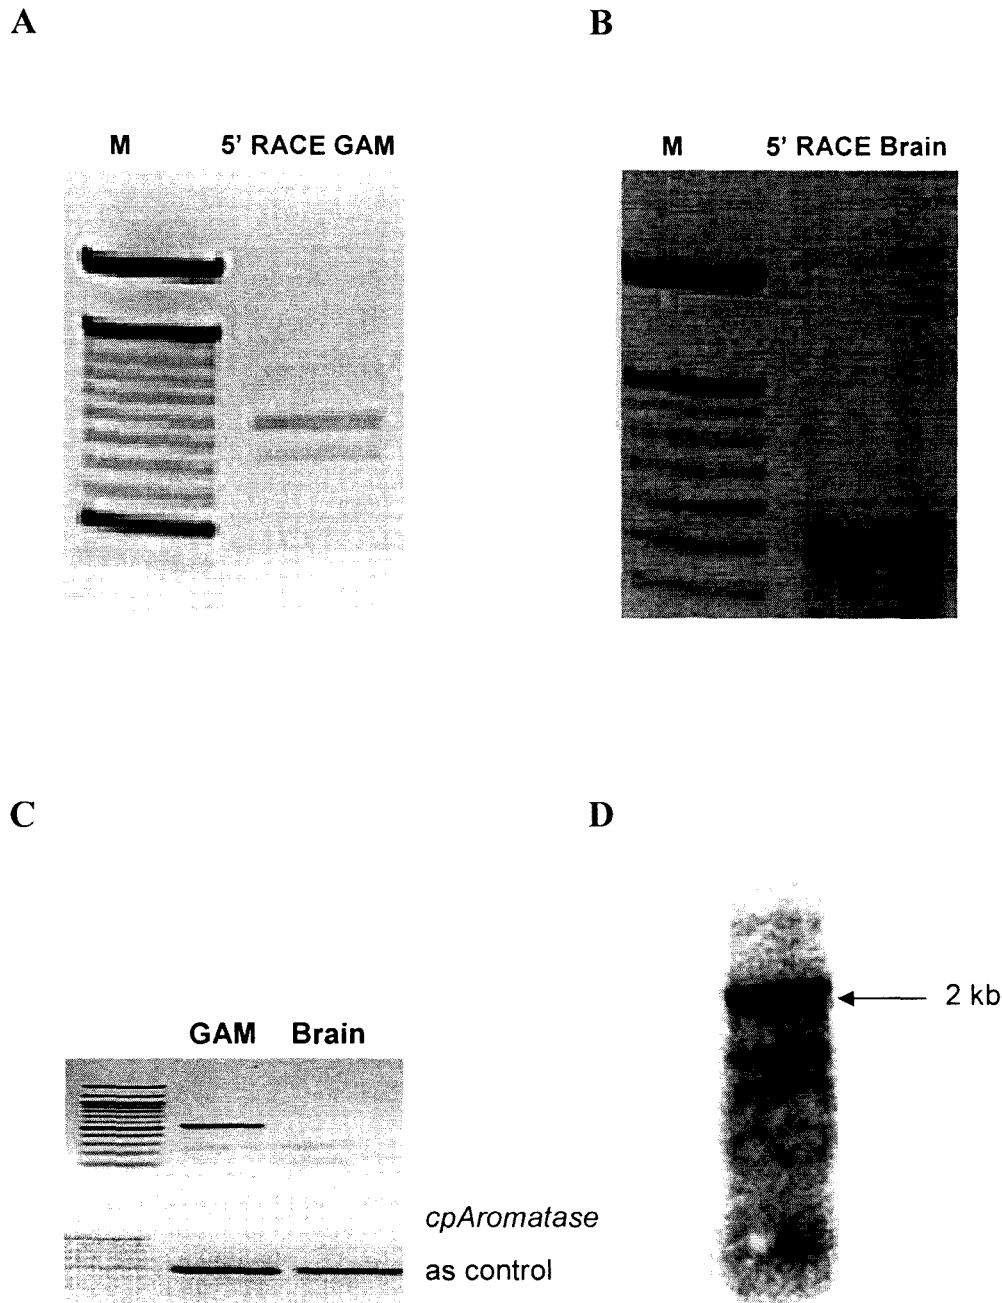 A
B
M 5' RACE GAM
M 5' RACE Brain
C
D
2 kb
GAM Brain
cpAromatase
as control